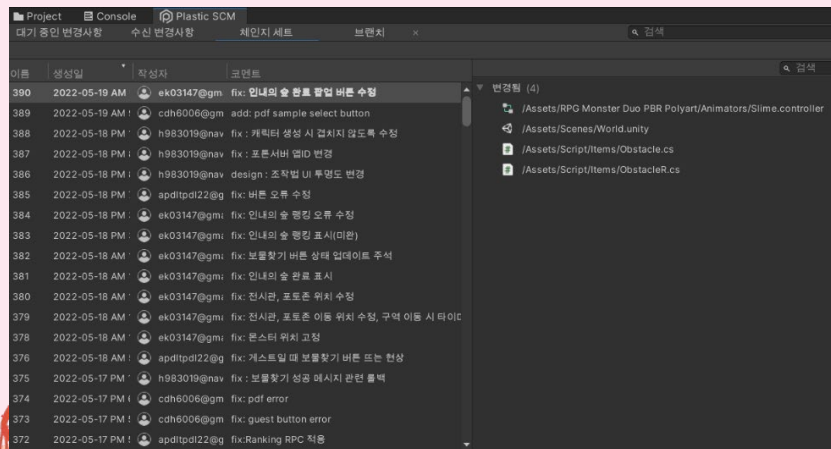 Project Console Plastic SCM
대기 중인 변경사항 수신 변경사항 체인지 세트 브랜치 ×
검색
검색
이름 생성일 작성자 코멘트
390 2022-05-19 AM ek03147@gm fix: 인내의 숲 완료 팝업 버튼 수정
389 2022-05-19 AM cdh6006@gm add: pdf sample select button
388 2022-05-18 PM h983019@nav fix : 캐릭터 생성 시 겹치지 않도록 수정
387 2022-05-18 PM h983019@nav fix : 포톤서버 앱ID 변경
386 2022-05-18 PM h983019@nav design : 조작법 UI 투명도 변경
385 2022-05-18 PM apdltpdl22@g fix: 버튼 오류 수정
384 2022-05-18 PM ek03147@gm fix: 인내의 숲 랭킹 오류 수정
383 2022-05-18 PM ek03147@gm fix: 인내의 숲 랭킹 표시(미완)
382 2022-05-18 AM ek03147@gm fix: 보물찾기 버튼 상태 업데이트 주석
381 2022-05-18 AM ek03147@gm fix: 인내의 숲 완료 표시
380 2022-05-18 AM ek03147@gm fix: 전시관, 포토존 위치 수정
379 2022-05-18 AM ek03147@gm fix: 전시관, 포토존 이동 위치 수정, 구역 이동 시 타이
378 2022-05-18 AM ek03147@gm fix: 몬스터 위치 고정
376 2022-05-18 AM apdltpdl22@g fix: 게스트일 때 보물찾기 버튼 뜨는 현상
375 2022-05-17 PM h983019@nav fix : 보물찾기 성공 메시지 관련 롤백
374 2022-05-17 PM cdh6006@gm fix: pdf error
373 2022-05-17 PM cdh6006@gm fix: guest button error
372 2022-05-17 PM apdltpdl22@g fix:Ranking RPC 적용
변경됨 (4)
/Assets/RPG Monster Duo PBR Polyart/Animators/Slime.controller
/Assets/Scenes/World.unity
/Assets/Script/Items/Obstacle.cs
/Assets/Script/Items/ObstacleR.cs